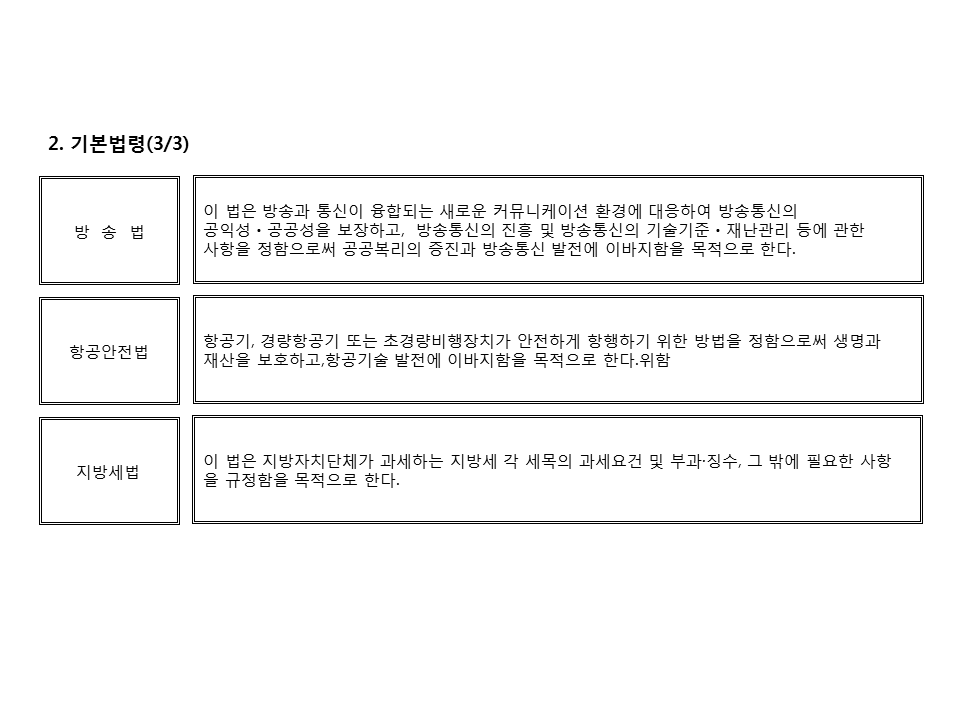 2. 기본법령(3/3)
방 송 법
이 법은 방송과 통신이 융합되는 새로운 커뮤니케이션 환경에 대응하여 방송통신의
공익성·공공성을 보장하고, 방송통신의 진흥 및 방송통신의 기술기준·재난관리 등에 관한
사항을 정함으로써 공공복리의 증진과 방송통신 발전에 이바지함을 목적으로 한다.
항공안전법
항공기, 경량항공기 또는 초경량비행장치가 안전하게 항행하기 위한 방법을 정함으로써 생명과
재산을 보호하고,항공기술 발전에 이바지함을 목적으로 한다.위함
지방세법
이 법은 지방자치단체가 과세하는 지방세 각 세목의 과세요건 및 부과·징수, 그 밖에 필요한 사항
을 규정함을 목적으로 한다.